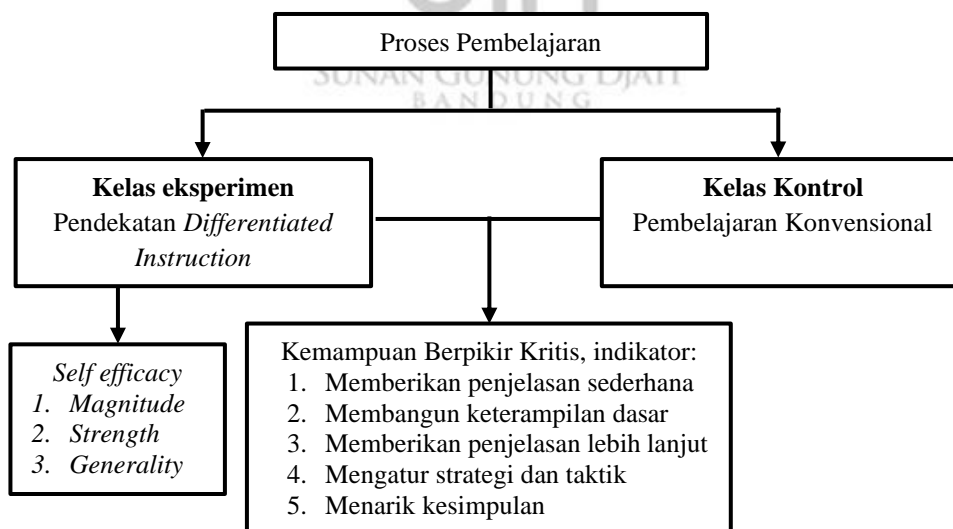 Proses Pembelajaran
SUNAN GUNUNG DJATI
BANDUNG
Kelas eksperimen
Pendekatan Differentiated
Instruction
Kelas Kontrol
Pembelajaran Konvensional
Self efficacy
1. Magnitude
2. Strength
3. Generality
Kemampuan Berpikir Kritis, indikator:
1. Memberikan penjelasan sederhana
2. Membangun keterampilan dasar
3. Memberikan penjelasan lebih lanjut
4. Mengatur strategi dan taktik
5. Menarik kesimpulan